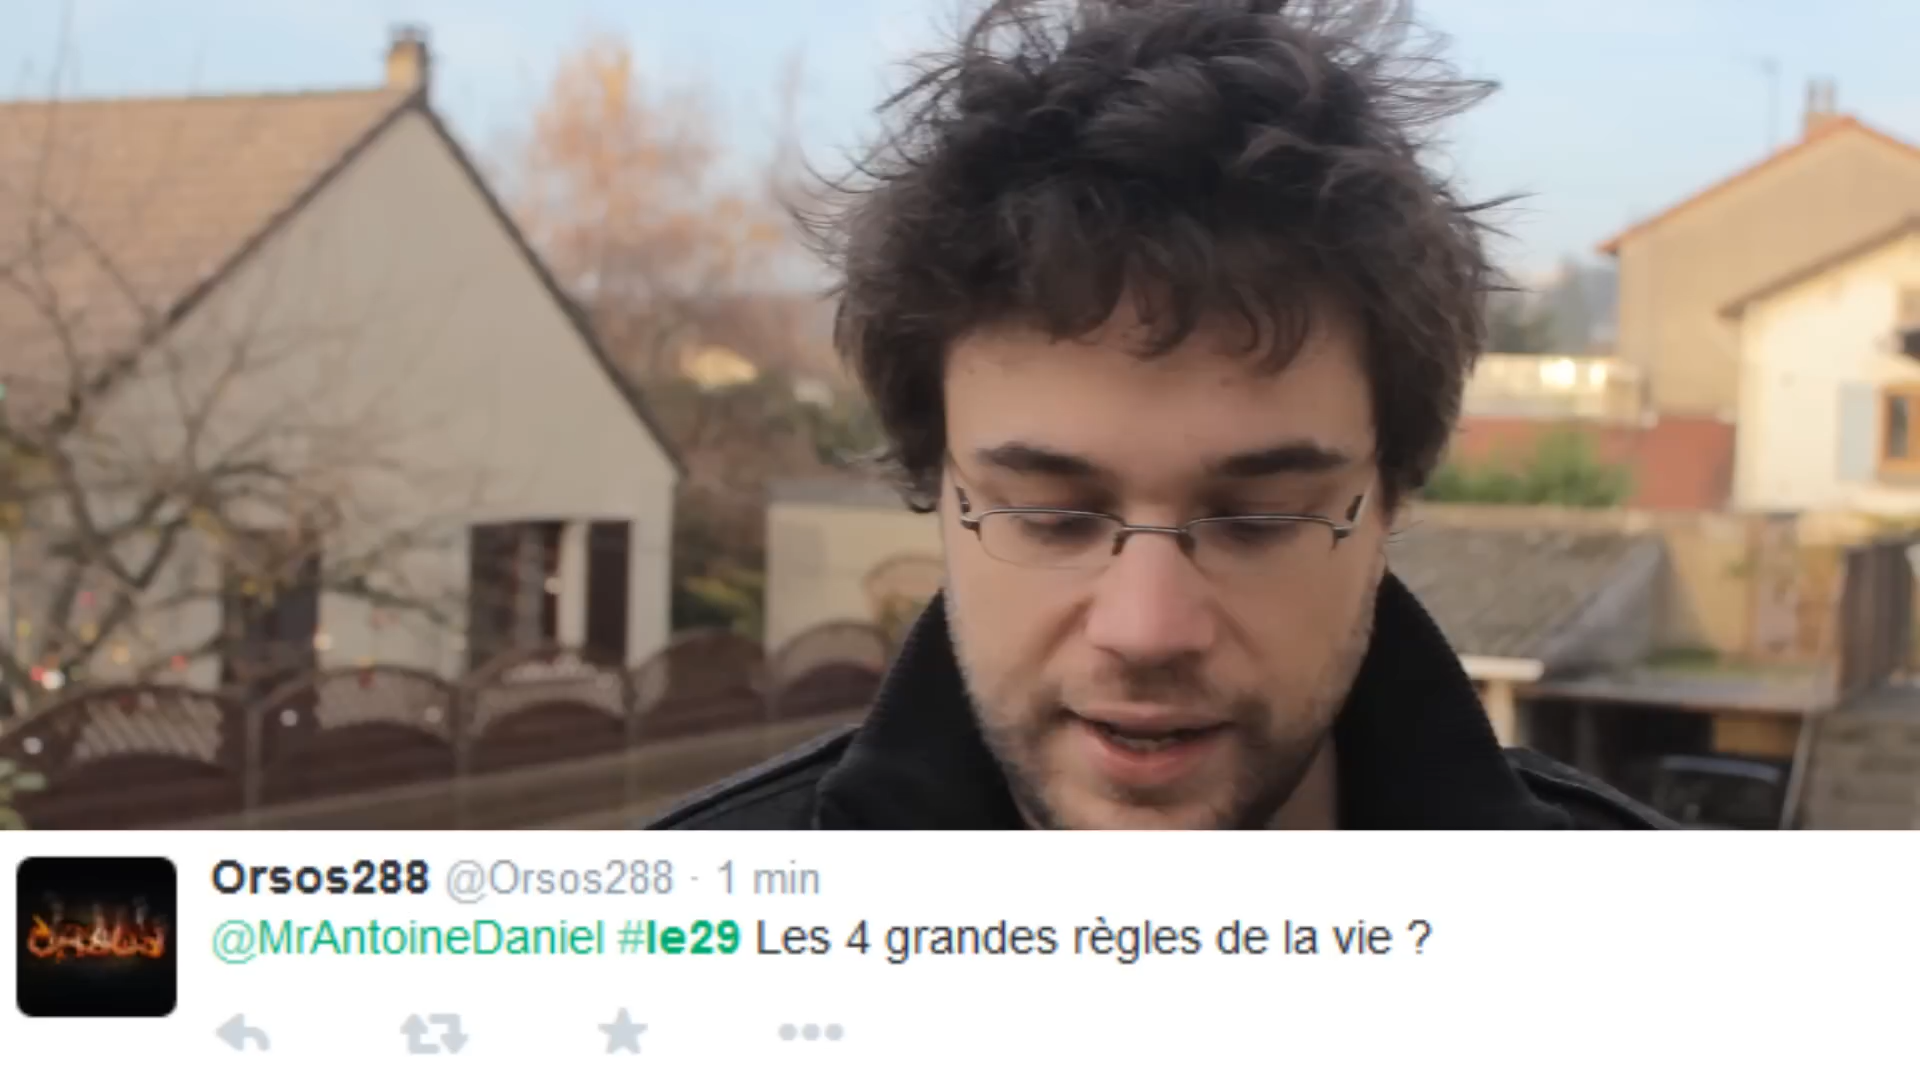 Orsos288 @Orsos288 · 1 min
@MrAntoineDaniel #le29 Les 4 grandes règles de la vie ?